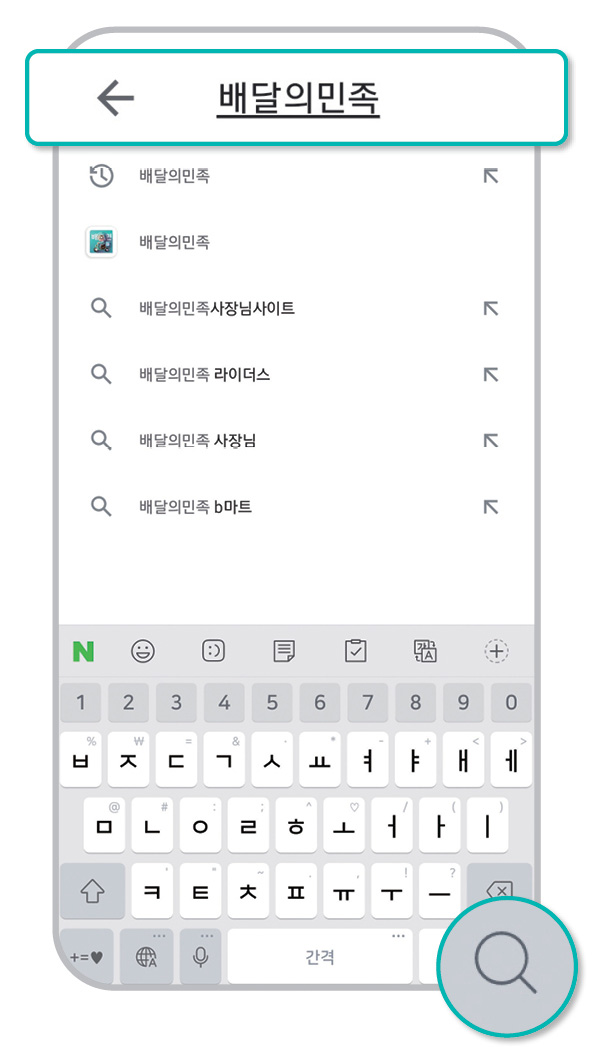 배달의민족
배달의민족
배달의민족
배달의민족사장님사이트
배달의민족 라이더스
배달의민족 사장님
배달의민족 b마트
N :) 가 A
1 2 3 4 5 6 7 8 9 0
% ₩ = & · * - + < >
ㅂ ㅈ ㄷ ㄱ ㅅ ㅛ ㅕ ㅑ ㅐ ㅔ
@ # : ; ^ ♡ / ( )
ㅁ ㄴ ㅇ ㄹ ㅎ ㅗ ㅓ ㅏ ㅣ
' " ~ . , ! ?
ㅋ ㅌ ㅊ ㅍ ㅠ ㅜ ㅡ
+=♥ A 간격